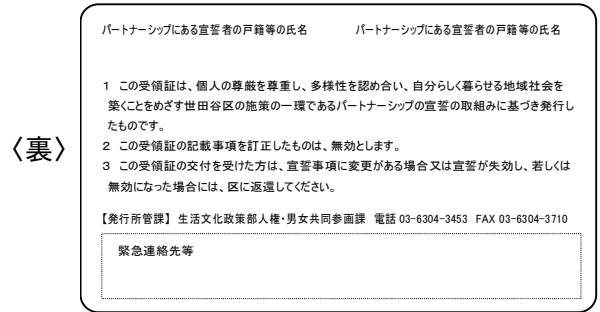 パートナーシップにある宣誓者の戸籍等の氏名　　パートナーシップにある宣誓者の戸籍等の氏名
１　この受領証は、個人の尊厳を尊重し、多様性を認め合い、自分らしく暮らせる地域社会を
築くことをめざす世田谷区の施策の一環であるパートナーシップの宣誓の取組みに基づき発行し
たものです。
２　この受領証の記載事項を訂正したものは、無効とします。
３　この受領証の交付を受けた方は、宣誓事項に変更がある場合又は宣誓が失効し、若しくは
無効になった場合には、区に返還してください。
〈裏〉
【発行所管課】 生活文化政策部人権・男女共同参画課　電話 03-6304-3453　FAX 03-6304-3710
緊急連絡先等